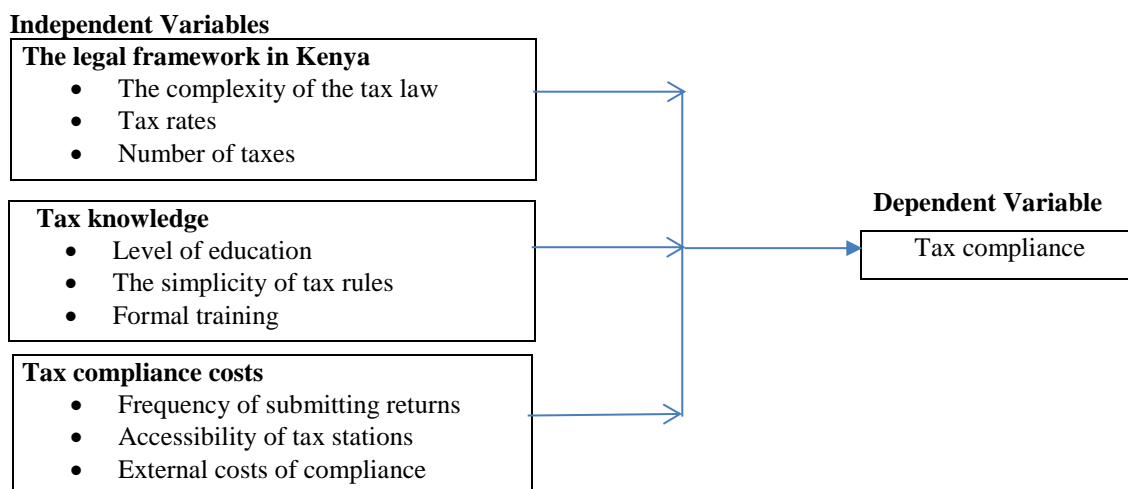 Independent Variables
The legal framework in Kenya
• The complexity of the tax law
• Tax rates
• Number of taxes
Tax knowledge
• Level of education
• The simplicity of tax rules
• Formal training
Tax compliance costs
• Frequency of submitting returns
• Accessibility of tax stations
• External costs of compliance
Dependent Variable
Tax compliance